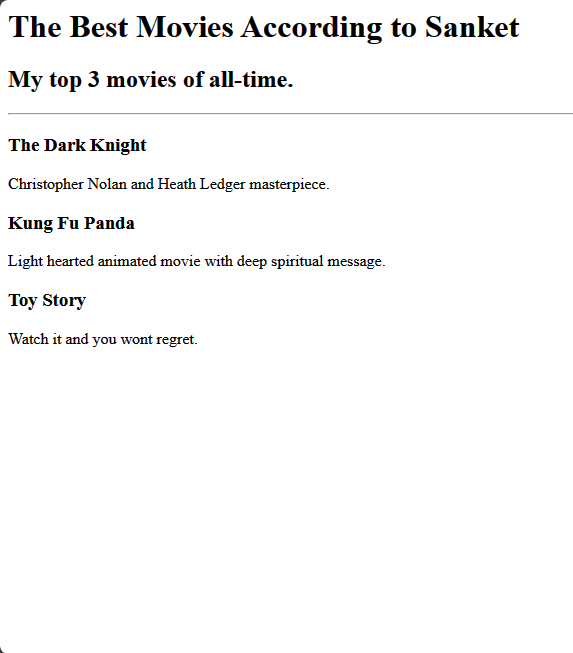 The Best Movies According to Sanket
My top 3 movies of all-time.
The Dark Knight
Christopher Nolan and Heath Ledger masterpiece.
Kung Fu Panda
Light hearted animated movie with deep spiritual message.
Toy Story
Watch it and you wont regret.